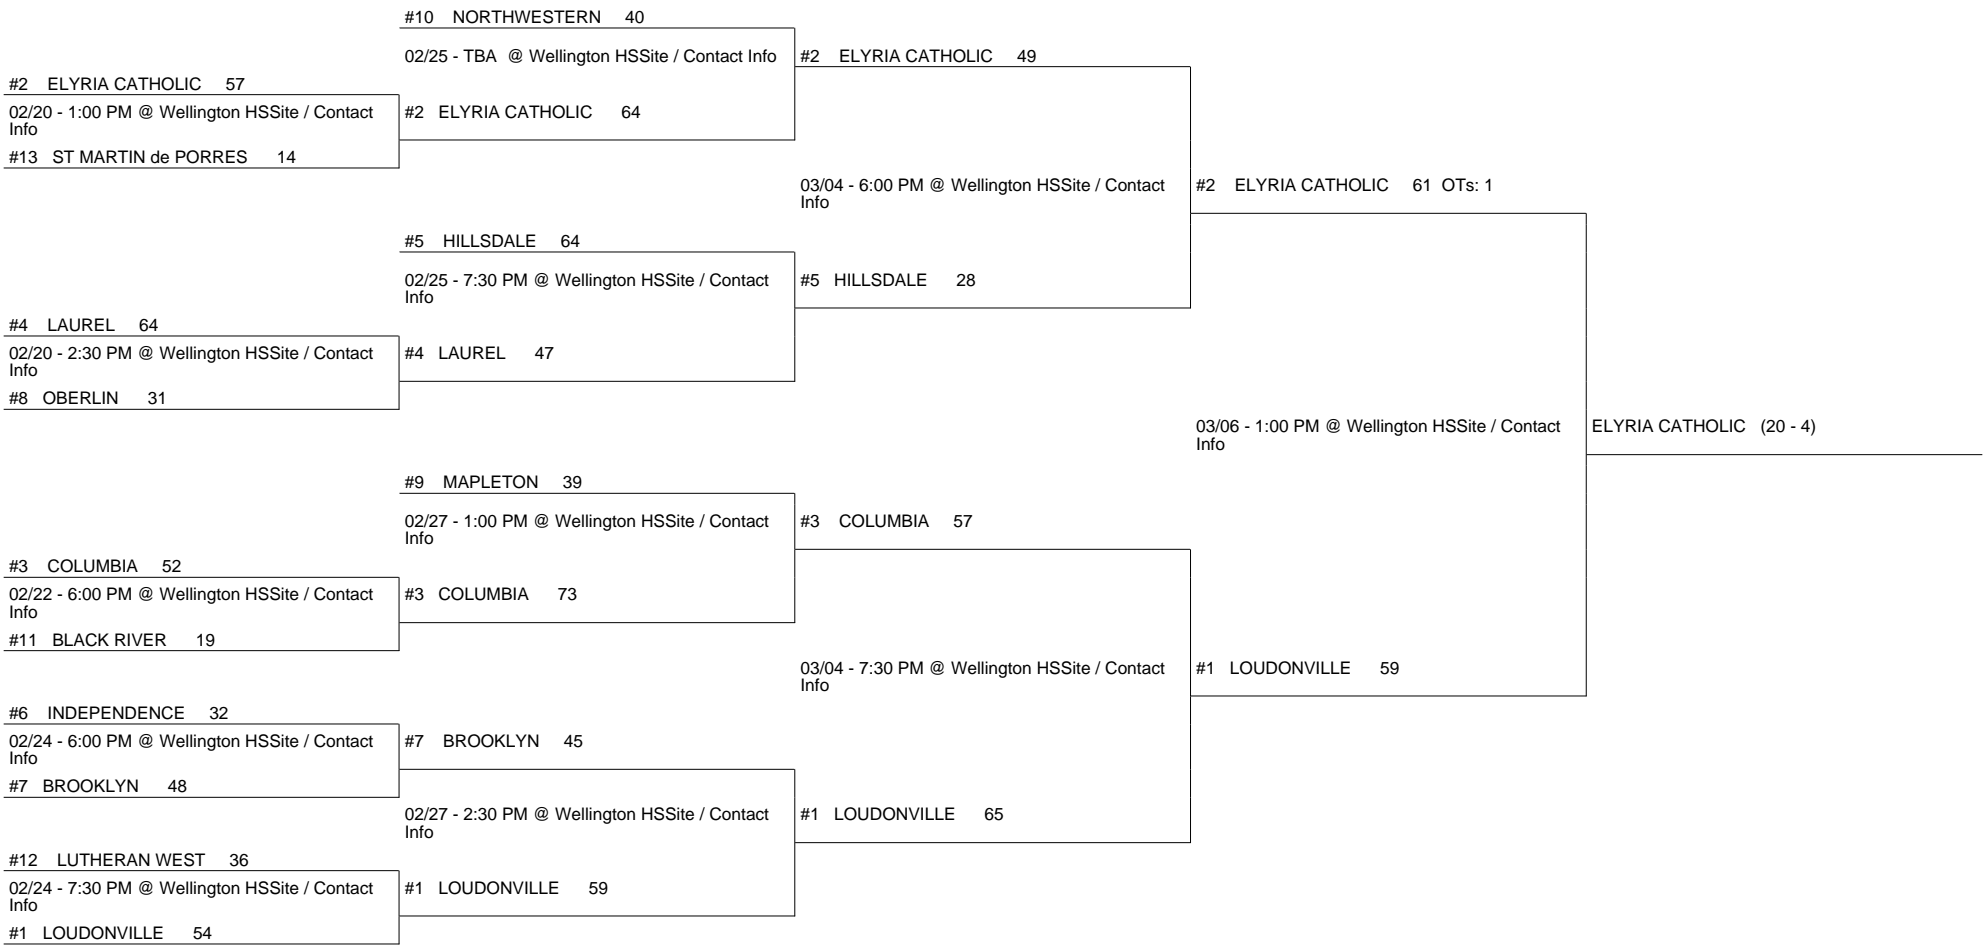 #10 NORTHWESTERN 40
02/25 - TBA @ Wellington HSSite / Contact Info
#2 ELYRIA CATHOLIC 49
#2 ELYRIA CATHOLIC 57
02/20 - 1:00 PM @ Wellington HSSite / Contact
Info
#2 ELYRIA CATHOLIC 64
#13 ST MARTIN de PORRES 14
03/04 - 6:00 PM @ Wellington HSSite / Contact
Info
#2 ELYRIA CATHOLIC 61 OTs: 1
#5 HILLSDALE 64
02/25 - 7:30 PM @ Wellington HSSite / Contact
Info
#5 HILLSDALE 28
#4 LAUREL 64
02/20 - 2:30 PM @ Wellington HSSite / Contact
Info
#4 LAUREL 47
#8 OBERLIN 31
03/06 - 1:00 PM @ Wellington HSSite / Contact
Info
ELYRIA CATHOLIC (20 - 4)
#9 MAPLETON 39
02/27 - 1:00 PM @ Wellington HSSite / Contact
Info
#3 COLUMBIA 57
#3 COLUMBIA 52
02/22 - 6:00 PM @ Wellington HSSite / Contact
Info
#3 COLUMBIA 73
#11 BLACK RIVER 19
03/04 - 7:30 PM @ Wellington HSSite / Contact
Info
#1 LOUDONVILLE 59
#6 INDEPENDENCE 32
02/24 - 6:00 PM @ Wellington HSSite / Contact
Info
#7 BROOKLYN 45
#7 BROOKLYN 48
02/27 - 2:30 PM @ Wellington HSSite / Contact
Info
#1 LOUDONVILLE 65
#12 LUTHERAN WEST 36
02/24 - 7:30 PM @ Wellington HSSite / Contact
Info
#1 LOUDONVILLE 59
#1 LOUDONVILLE 54